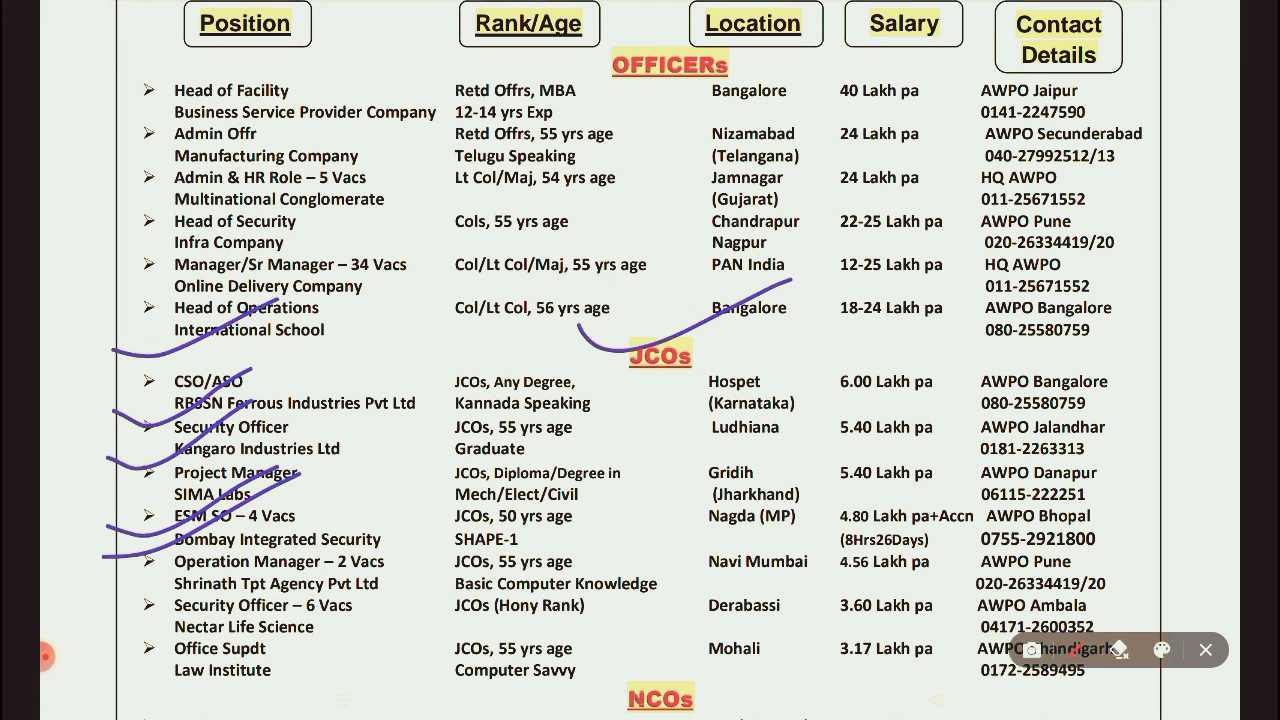 Position Rank/Age Location Salary Contact Details
OFFICERs
Head of Facility Retd Offrs, MBA Bangalore 40 Lakh pa AWPO Jaipur
Business Service Provider Company 12-14 yrs Exp 0141-2247590
Admin Offr Retd Offrs, 55 yrs age Nizamabad 24 Lakh pa AWPO Secunderabad
Manufacturing Company Telugu Speaking (Telangana) 040-27992512/13
Admin & HR Role – 5 Vacs Lt Col/Maj, 54 yrs age Jamnagar 24 Lakh pa HQ AWPO
Multinational Conglomerate (Gujarat) 011-25671552
Head of Security Cols, 55 yrs age Chandrapur 22-25 Lakh pa AWPO Pune
Infra Company Nagpur 020-26334419/20
Manager/Sr Manager – 34 Vacs Col/Lt Col/Maj, 55 yrs age PAN India 12-25 Lakh pa HQ AWPO
Online Delivery Company 011-25671552
Head of Operations Col/Lt Col, 56 yrs age Bangalore 18-24 Lakh pa AWPO Bangalore
International School 080-25580759
JCOs
CSO/ASO JCOs, Any Degree, Hospet 6.00 Lakh pa AWPO Bangalore
RBSSN Ferrous Industries Pvt Ltd Kannada Speaking (Karnataka) 080-25580759
Security Officer JCOs, 55 yrs age Ludhiana 5.40 Lakh pa AWPO Jalandhar
Kangaro Industries Ltd Graduate 0181-2263313
Project Manager JCOs, Diploma/Degree in Gridih 5.40 Lakh pa AWPO Danapur
SIMA Labs Mech/Elect/Civil (Jharkhand) 06115-222251
ESM SO – 4 Vacs JCOs, 50 yrs age Nagda (MP) 4.80 Lakh pa+Accn AWPO Bhopal
Bombay Integrated Security SHAPE-1 (8Hrs26Days) 0755-2921800
Operation Manager – 2 Vacs JCOs, 55 yrs age Navi Mumbai 4.56 Lakh pa AWPO Pune
Shrinath Tpt Agency Pvt Ltd Basic Computer Knowledge 020-26334419/20
Security Officer – 6 Vacs JCOs (Hony Rank) Derabassi 3.60 Lakh pa AWPO Ambala
Nectar Life Science 04171-2600352
Office Supdt JCOs, 55 yrs age Mohali 3.17 Lakh pa AWPO Chandigarh
Law Institute Computer Savvy 0172-2589495
NCOs